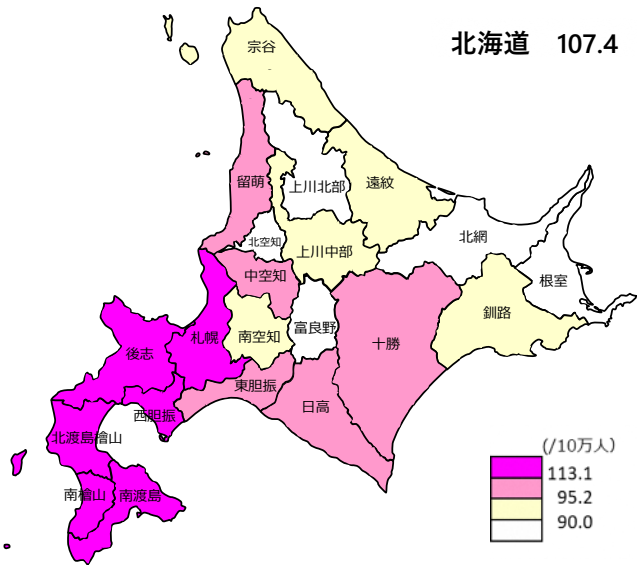 宗谷
北海道 107.4
留萌
上川北部
遠紋
北空知
上川中部
北網
中空知
根室
釧路
札幌
南空知
富良野
十勝
後志
東胆振
日高
西胆振
北渡島檜山
南檜山
南渡島
(/10万人)
113.1
95.2
90.0